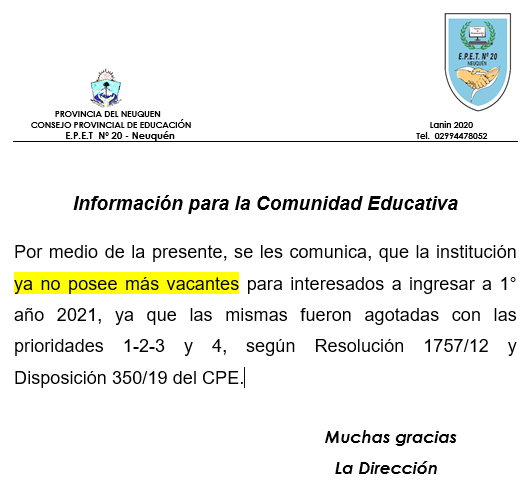 E.P.E.T. Nº 20
NEUQUÉN
PROVINCIA DEL NEUQUEN
CONSEJO PROVINCIAL DE EDUCACIÓN
E.P.E.T Nº 20 - Neuquén
Lanin 2020
Tel. 02994478052
Información para la Comunidad Educativa
Por medio de la presente, se les comunica, que la institución
ya no posee más vacantes para interesados a ingresar a 1°
año 2021, ya que las mismas fueron agotadas con las
prioridades 1-2-3 y 4, según Resolución 1757/12 y
Disposición 350/19 del CPE.
Muchas gracias
La Dirección